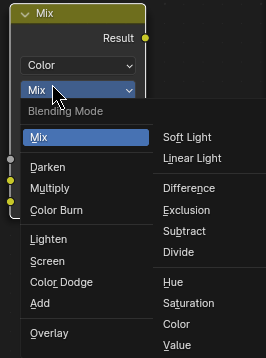 Mix
Result
Color
Mix
Blending Mode
Mix
Darken
Multiply
Color Burn
Lighten
Screen
Color Dodge
Add
Overlay
Soft Light
Linear Light
Difference
Exclusion
Subtract
Divide
Hue
Saturation
Color
Value